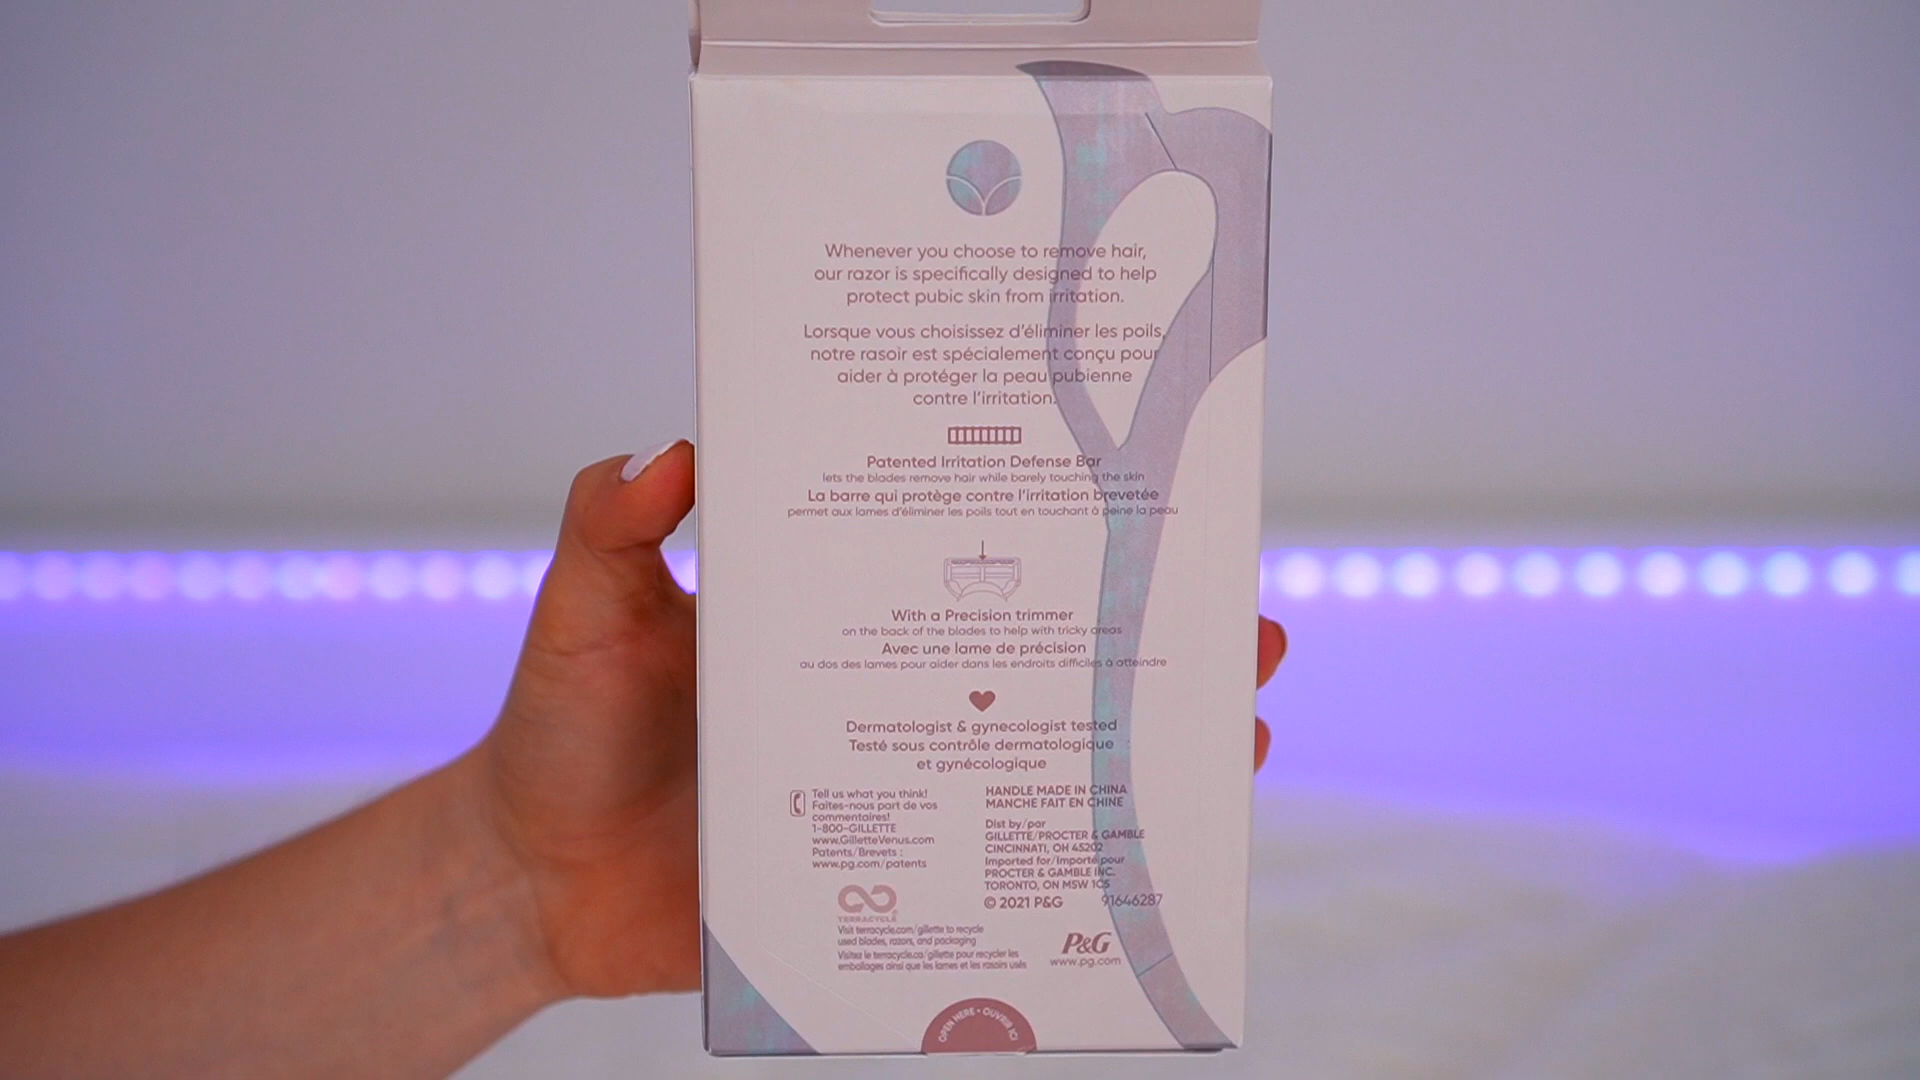 Whenever you choose to remove hair,
our razor is specifically designed to help
protect pubic skin from irritation.
Lorsque vous choisissez d'éliminer les poils,
notre rasoir est spécialement conçu pour
aider à protéger la peau pubienne
contre l'irritation.
Patented Irritation Defense Bar
lets the blades remove hair while barely touching the skin
La barre qui protège contre l'irritation brevetée
permet aux lames d'éliminer les poils tout en touchant à peine la peau
With a Precision trimmer
on the back of the blades to help with tricky areas
Avec une lame de précision
au dos des lames pour aider dans les endroits difficiles à atteindre
Dermatologist & gynecologist tested
Testé sous contrôle dermatologique
et gynécologique
Tell us what you think!
Faites-nous part de vos
commentaires!
1-800-GILLETTE
www.GilletteVenus.com
Patents/Brevets :
www.pg.com/patents
HANDLE MADE IN CHINA
MANCHE FAIT EN CHINE
Dist by/par
GILLETTE/PROCTER & GAMBLE
CINCINNATI, OH 45202
Imported for/Importé pour
PROCTER & GAMBLE INC.
TORONTO, ON M5W 1C5
© 2021 P&G 91646287
TERRACYCLE
Visit terracycle.com/gillette to recycle
used blades, razors, and packaging
Visitez le terracycle.ca/gillette pour recycler les
emballages ainsi que les lames et les rasoirs usés
P&G
www.pg.com
OPEN HERE • OUVRIR ICI